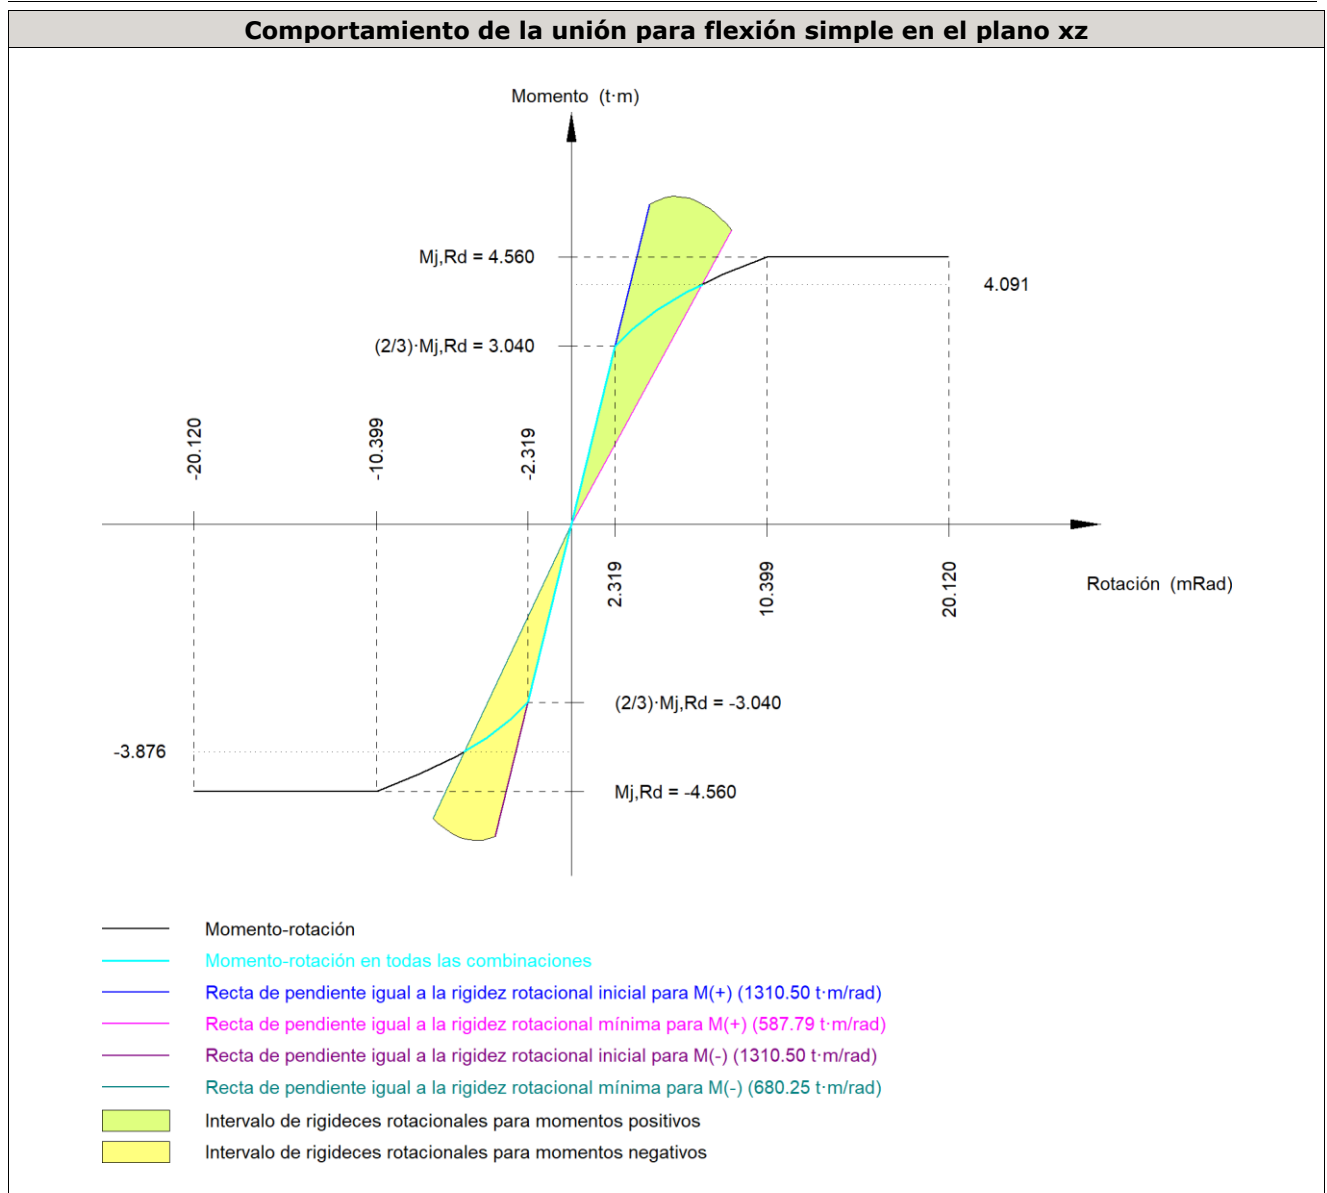 Comportamiento de la unión para flexión simple en el plano xz
Momento (t·m)
Mj,Rd = 4.560
4.091
(2/3)·Mj,Rd = 3.040
-20.120
-10.399
-2.319
2.319
10.399
20.120
Rotación (mRad)
(2/3)·Mj,Rd = -3.040
-3.876
Mj,Rd = -4.560
Momento-rotación
Momento-rotación en todas las combinaciones
Recta de pendiente igual a la rigidez rotacional inicial para M(+) (1310.50 t·m/rad)
Recta de pendiente igual a la rigidez rotacional mínima para M(+) (587.79 t·m/rad)
Recta de pendiente igual a la rigidez rotacional inicial para M(-) (1310.50 t·m/rad)
Recta de pendiente igual a la rigidez rotacional mínima para M(-) (680.25 t·m/rad)
Intervalo de rigideces rotacionales para momentos positivos
Intervalo de rigideces rotacionales para momentos negativos